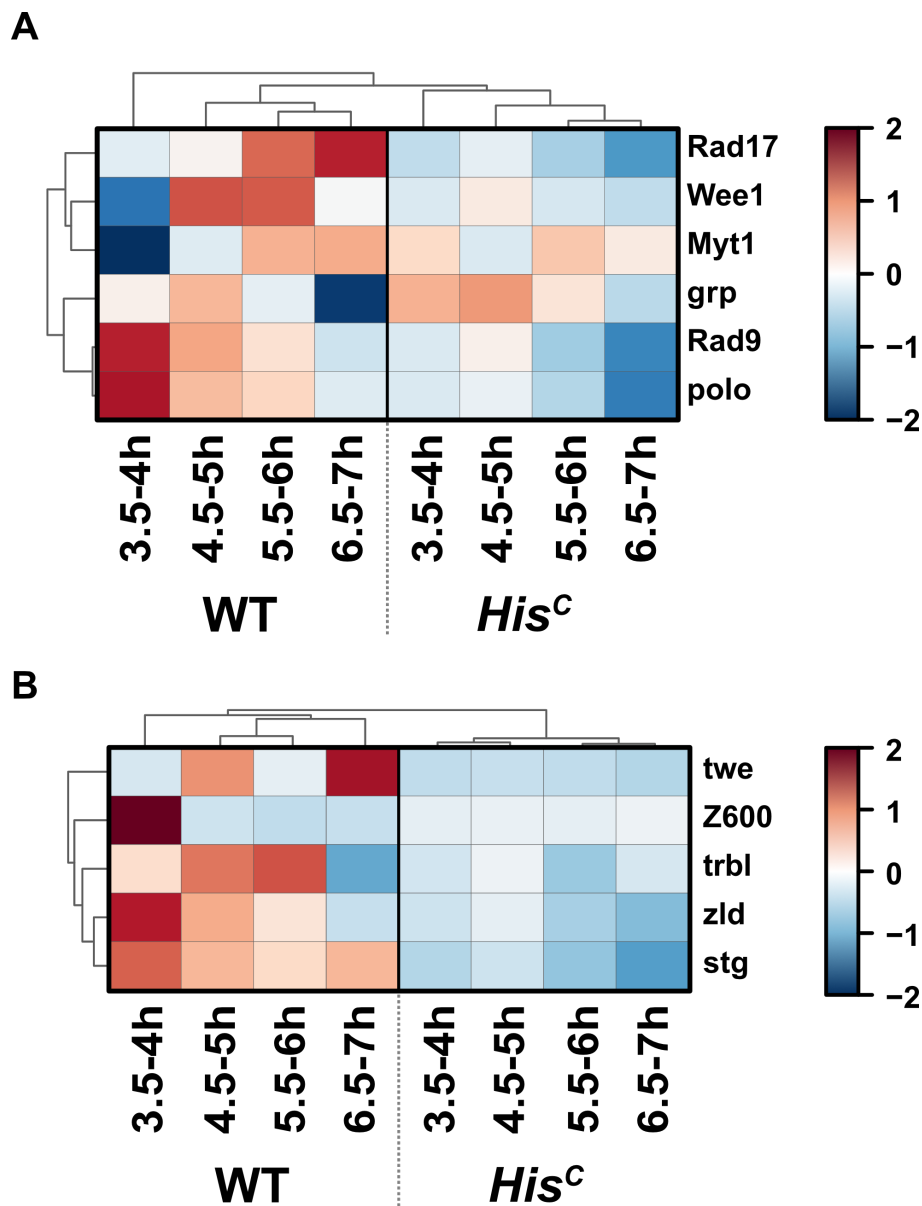 A
Rad17
Wee1
Myt1
grp
Rad9
polo
2
1
0
−1
−2
3.5-4h 4.5-5h 5.5-6h 6.5-7h 3.5-4h 4.5-5h 5.5-6h 6.5-7h
WT His^C
B
twe
Z600
trbl
zld
stg
2
1
0
−1
−2
3.5-4h 4.5-5h 5.5-6h 6.5-7h 3.5-4h 4.5-5h 5.5-6h 6.5-7h
WT His^C